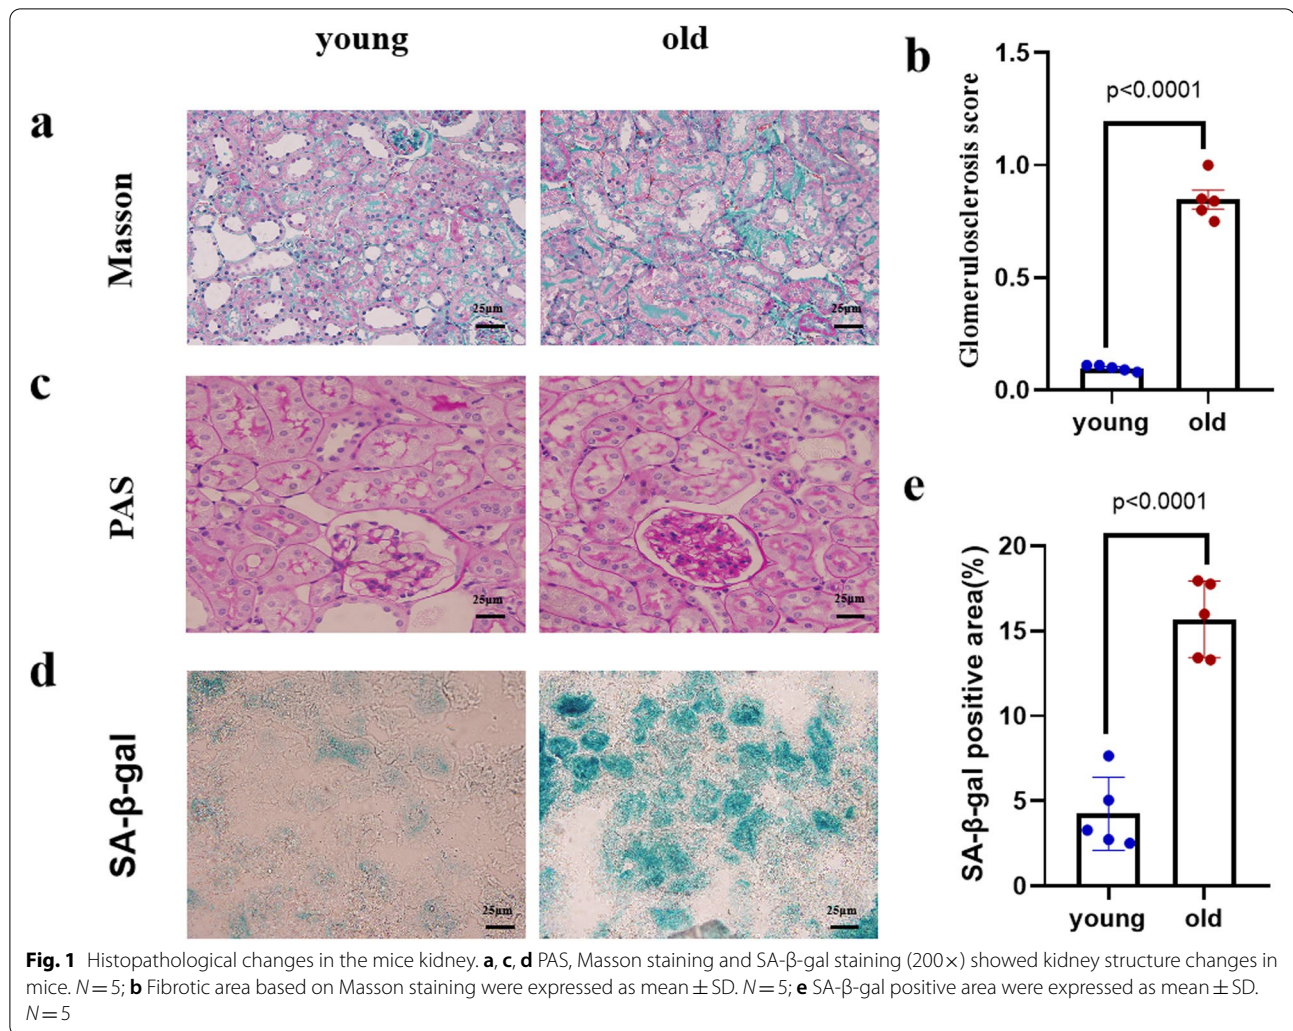 young
old
a
Masson
25μm
25μm
b
Glomerulosclerosis score
1.5
1.0
0.5
0.0
p<0.0001
young
old
c
PAS
25μm
25μm
d
SA-β-gal
25μm
25μm
e
SA-β-gal positive area(%)
20
15
10
5
0
p<0.0001
young
old
Fig. 1 Histopathological changes in the mice kidney. a, c, d PAS, Masson staining and SA-β-gal staining (200×) showed kidney structure changes in
mice. N=5; b Fibrotic area based on Masson staining were expressed as mean ± SD. N=5; e SA-β-gal positive area were expressed as mean ± SD.
N=5